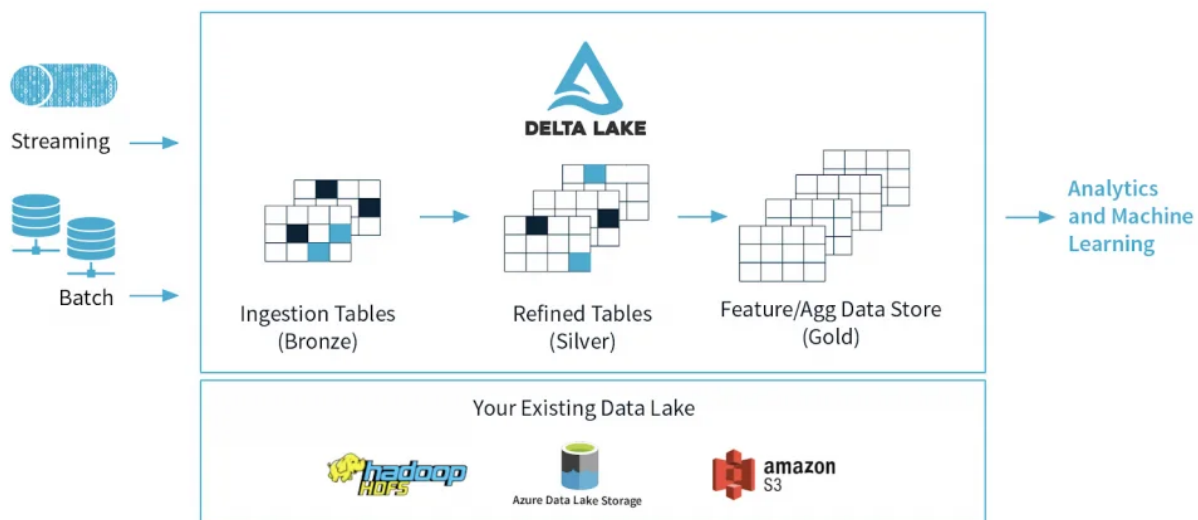 Streaming
Batch
DELTA LAKE
Ingestion Tables
(Bronze)
Refined Tables
(Silver)
Feature/Agg Data Store
(Gold)
Analytics
and Machine
Learning
Your Existing Data Lake
hadoop
HDFS
Azure Data Lake Storage
amazon
S3